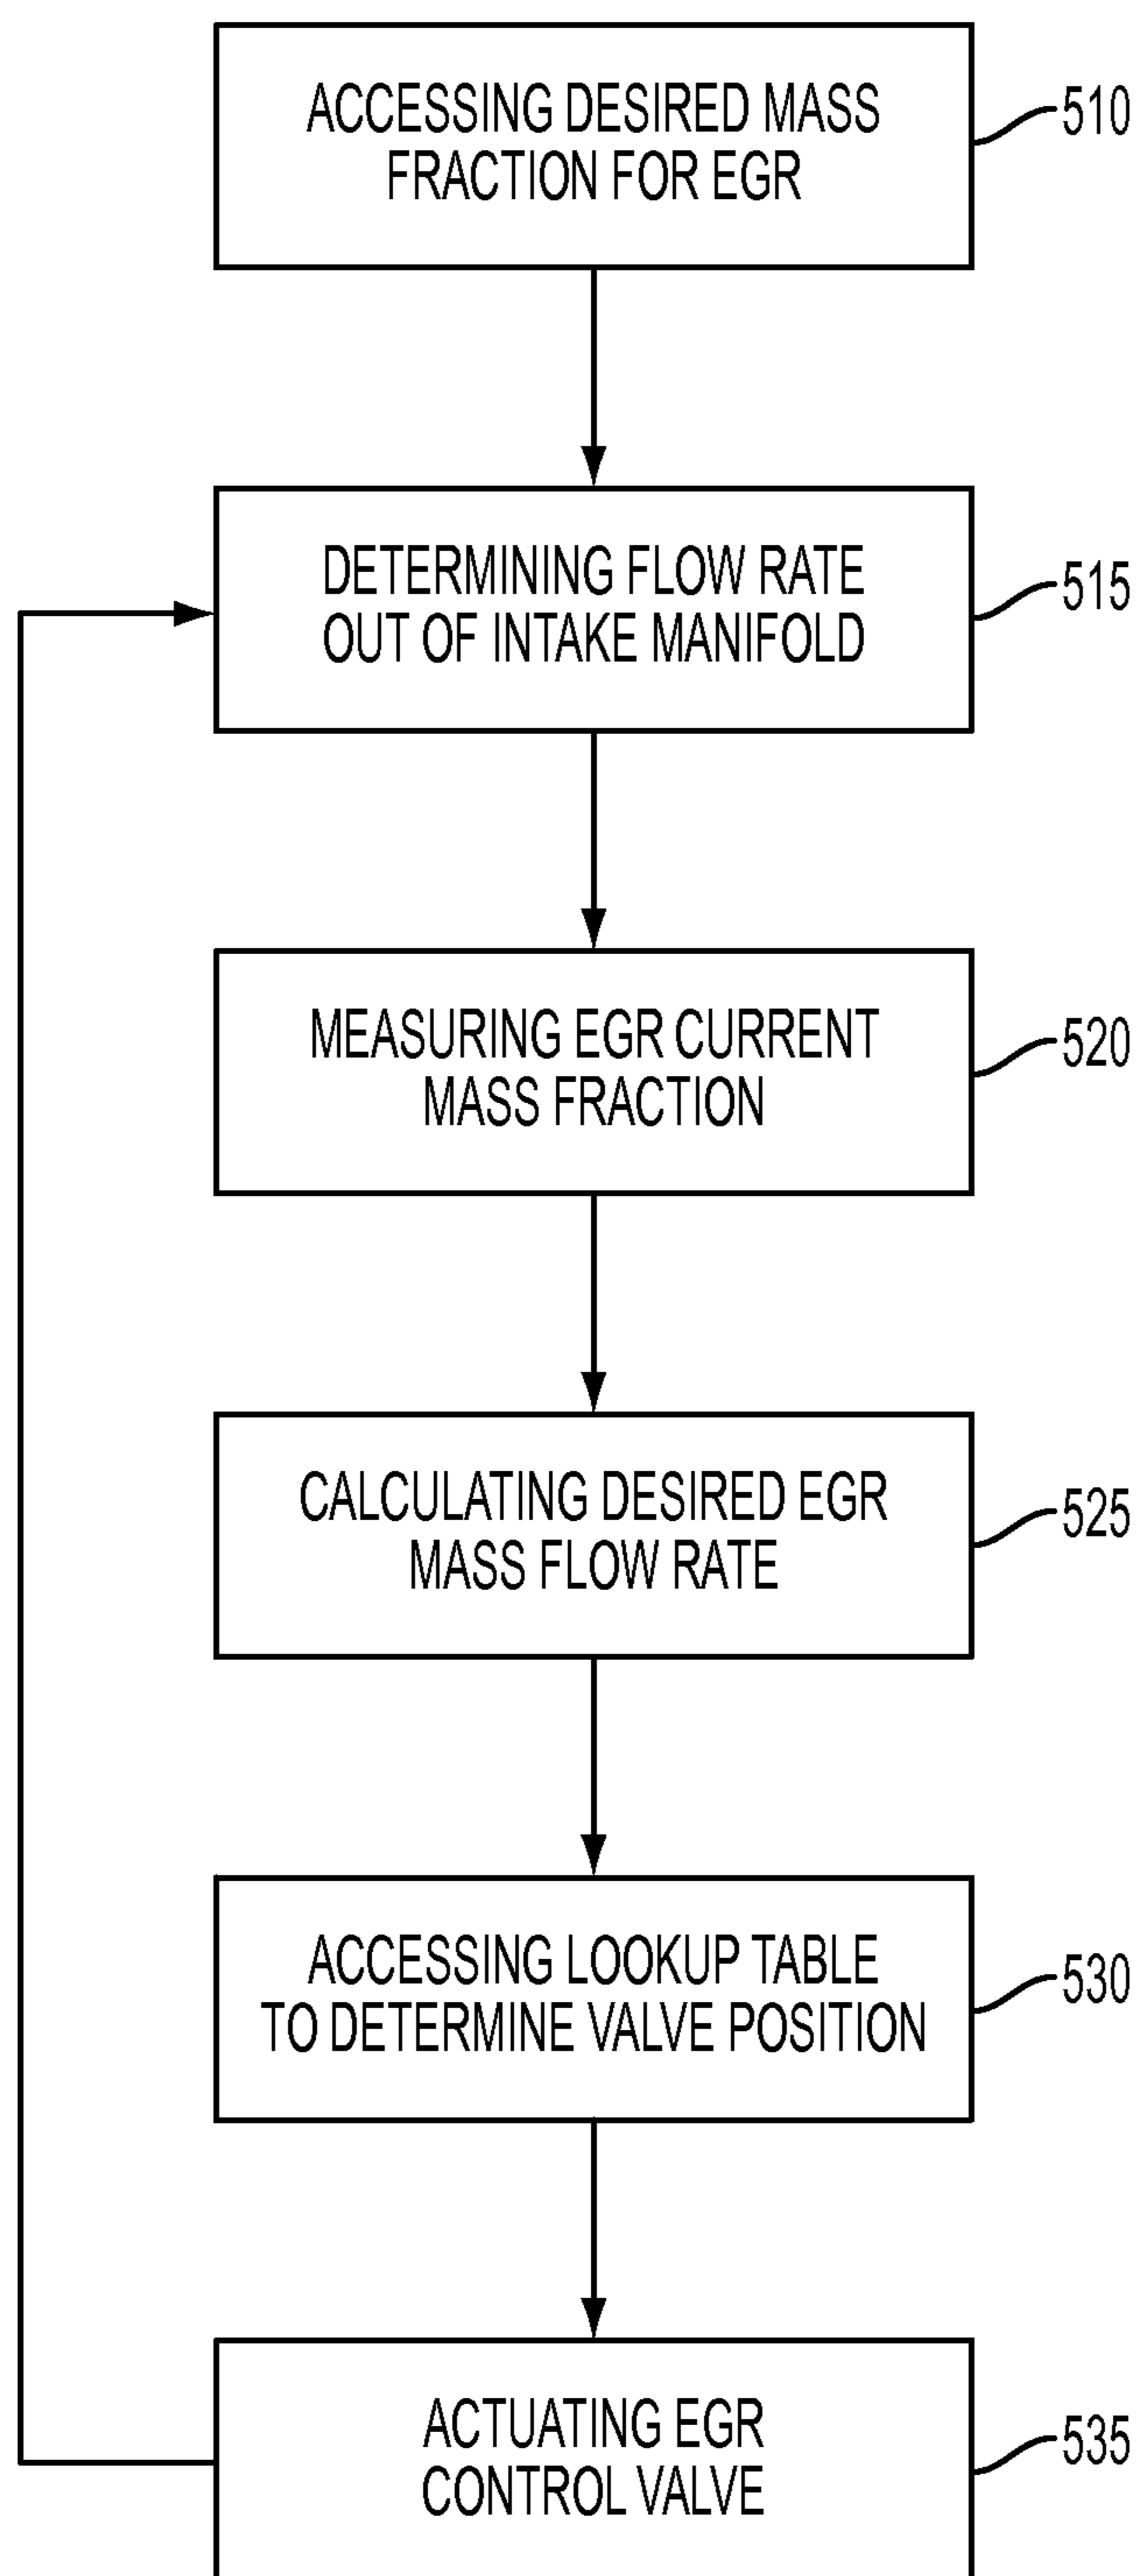 ACCESSING DESIRED MASS
FRACTION FOR EGR
510
DETERMINING FLOW RATE
OUT OF INTAKE MANIFOLD
515
MEASURING EGR CURRENT
MASS FRACTION
520
CALCULATING DESIRED EGR
MASS FLOW RATE
525
ACCESSING LOOKUP TABLE
TO DETERMINE VALVE POSITION
530
ACTUATING EGR
CONTROL VALVE
535